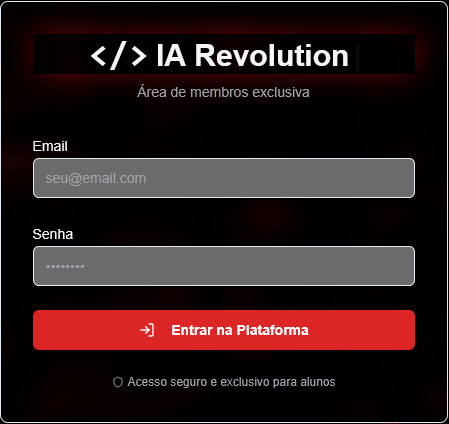 </> IA Revolution
Área de membros exclusiva
Email
seu@email.com
Senha
••••••••
Entrar na Plataforma
Acesso seguro e exclusivo para alunos